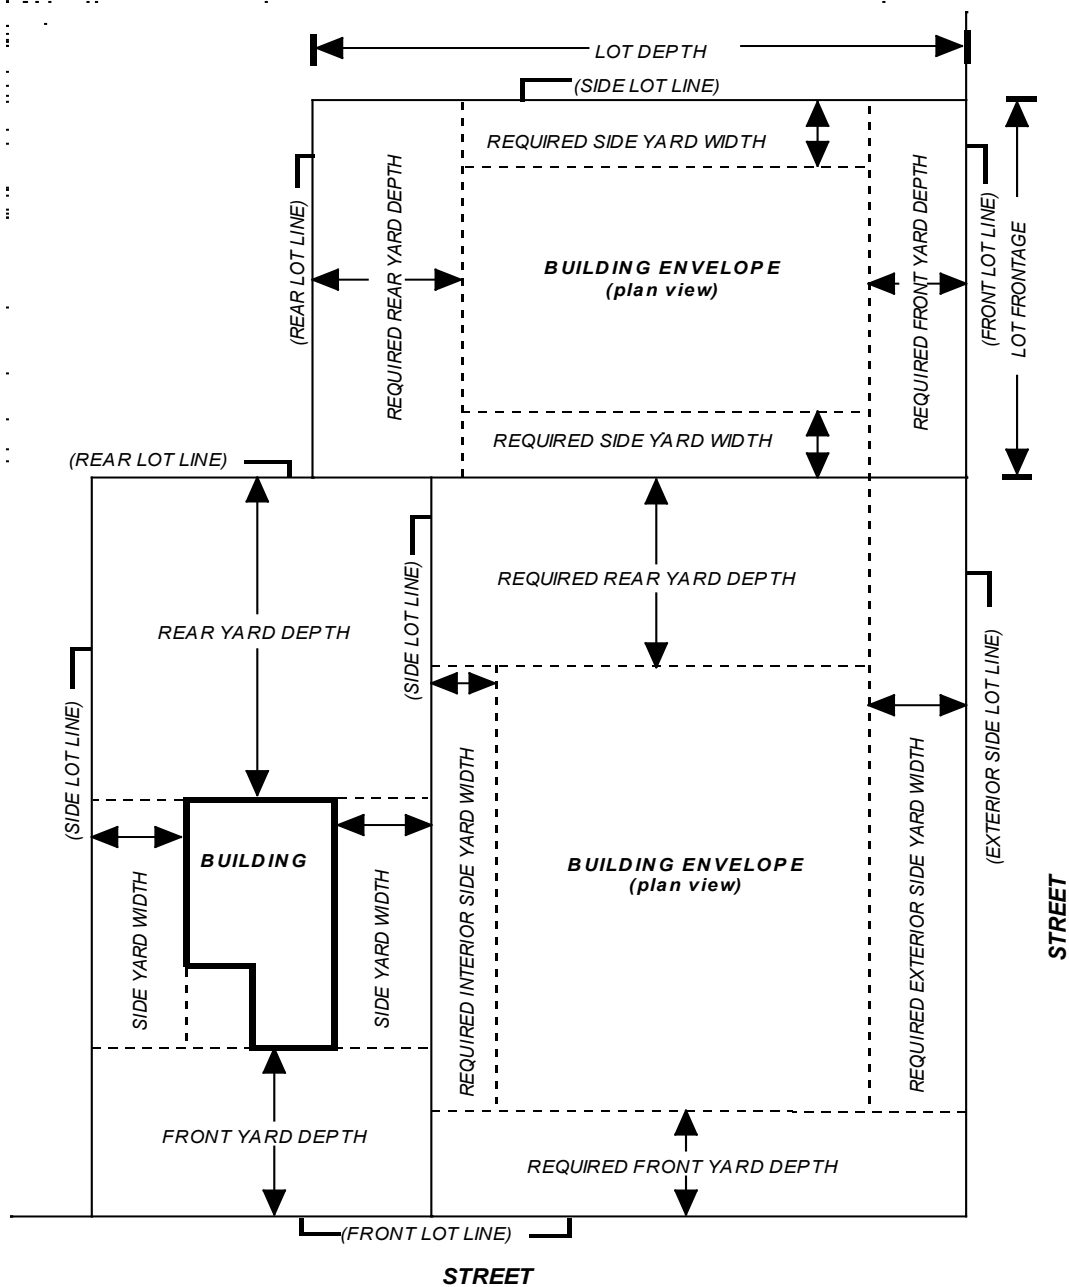 LOT DEPTH
(SIDE LOT LINE)
REQUIRED SIDE YARD WIDTH
(REAR LOT LINE)
REQUIRED REAR YARD DEPTH
BUILDING ENVELOPE
(plan view)
REQUIRED FRONT YARD DEPTH
(FRONT LOT LINE)
LOT FRONTAGE
REQUIRED SIDE YARD WIDTH
(REAR LOT LINE)
(SIDE LOT LINE)
REQUIRED REAR YARD DEPTH
REAR YARD DEPTH
(SIDE LOT LINE)
(EXTERIOR SIDE LOT LINE)
BUILDING
BUILDING ENVELOPE
(plan view)
SIDE YARD WIDTH
SIDE YARD WIDTH
REQUIRED INTERIOR SIDE YARD WIDTH
REQUIRED EXTERIOR SIDE YARD WIDTH
STREET
FRONT YARD DEPTH
REQUIRED FRONT YARD DEPTH
(FRONT LOT LINE)
STREET